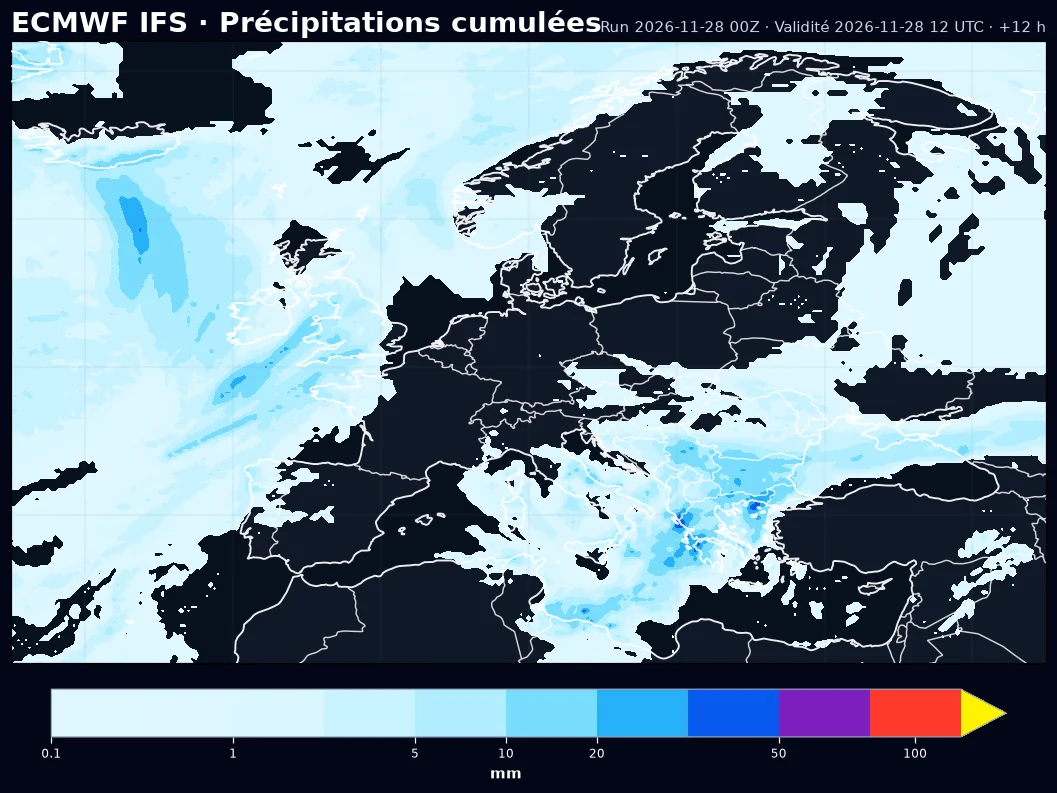 ECMWF IFS · Précipitations cumulées
Run 2026-11-28 00Z · Validité 2026-11-28 12 UTC · +12 h
0.1 1 5 10 20 50 100
mm